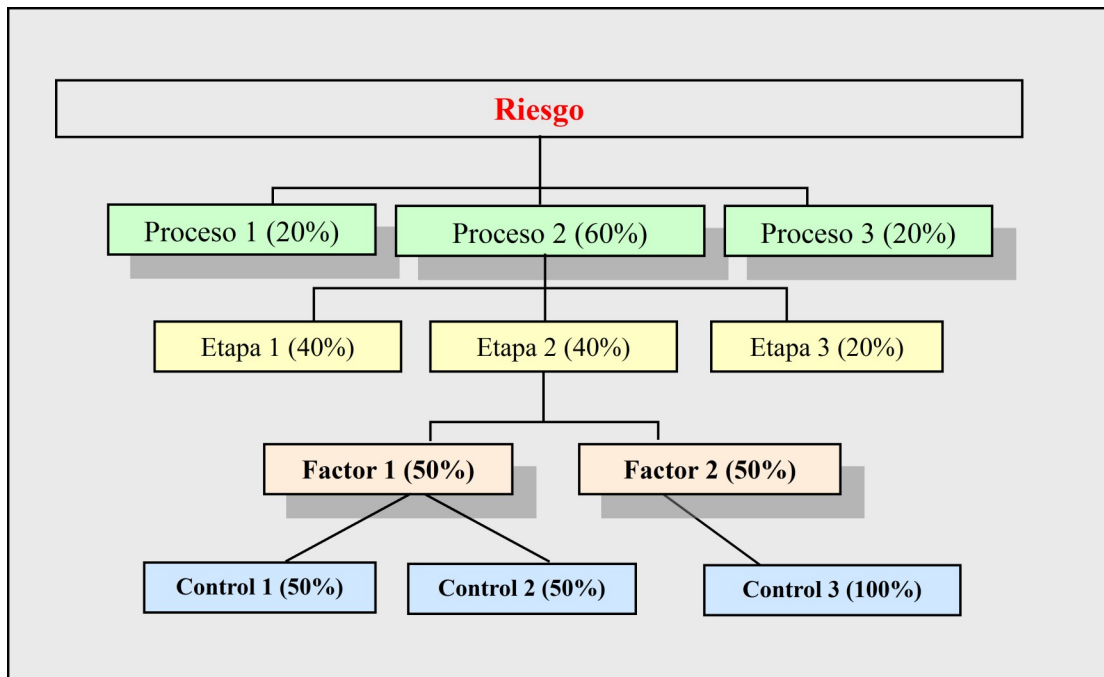 Riesgo
Proceso 1 (20%)
Proceso 2 (60%)
Proceso 3 (20%)
Etapa 1 (40%)
Etapa 2 (40%)
Etapa 3 (20%)
Factor 1 (50%)
Factor 2 (50%)
Control 1 (50%)
Control 2 (50%)
Control 3 (100%)